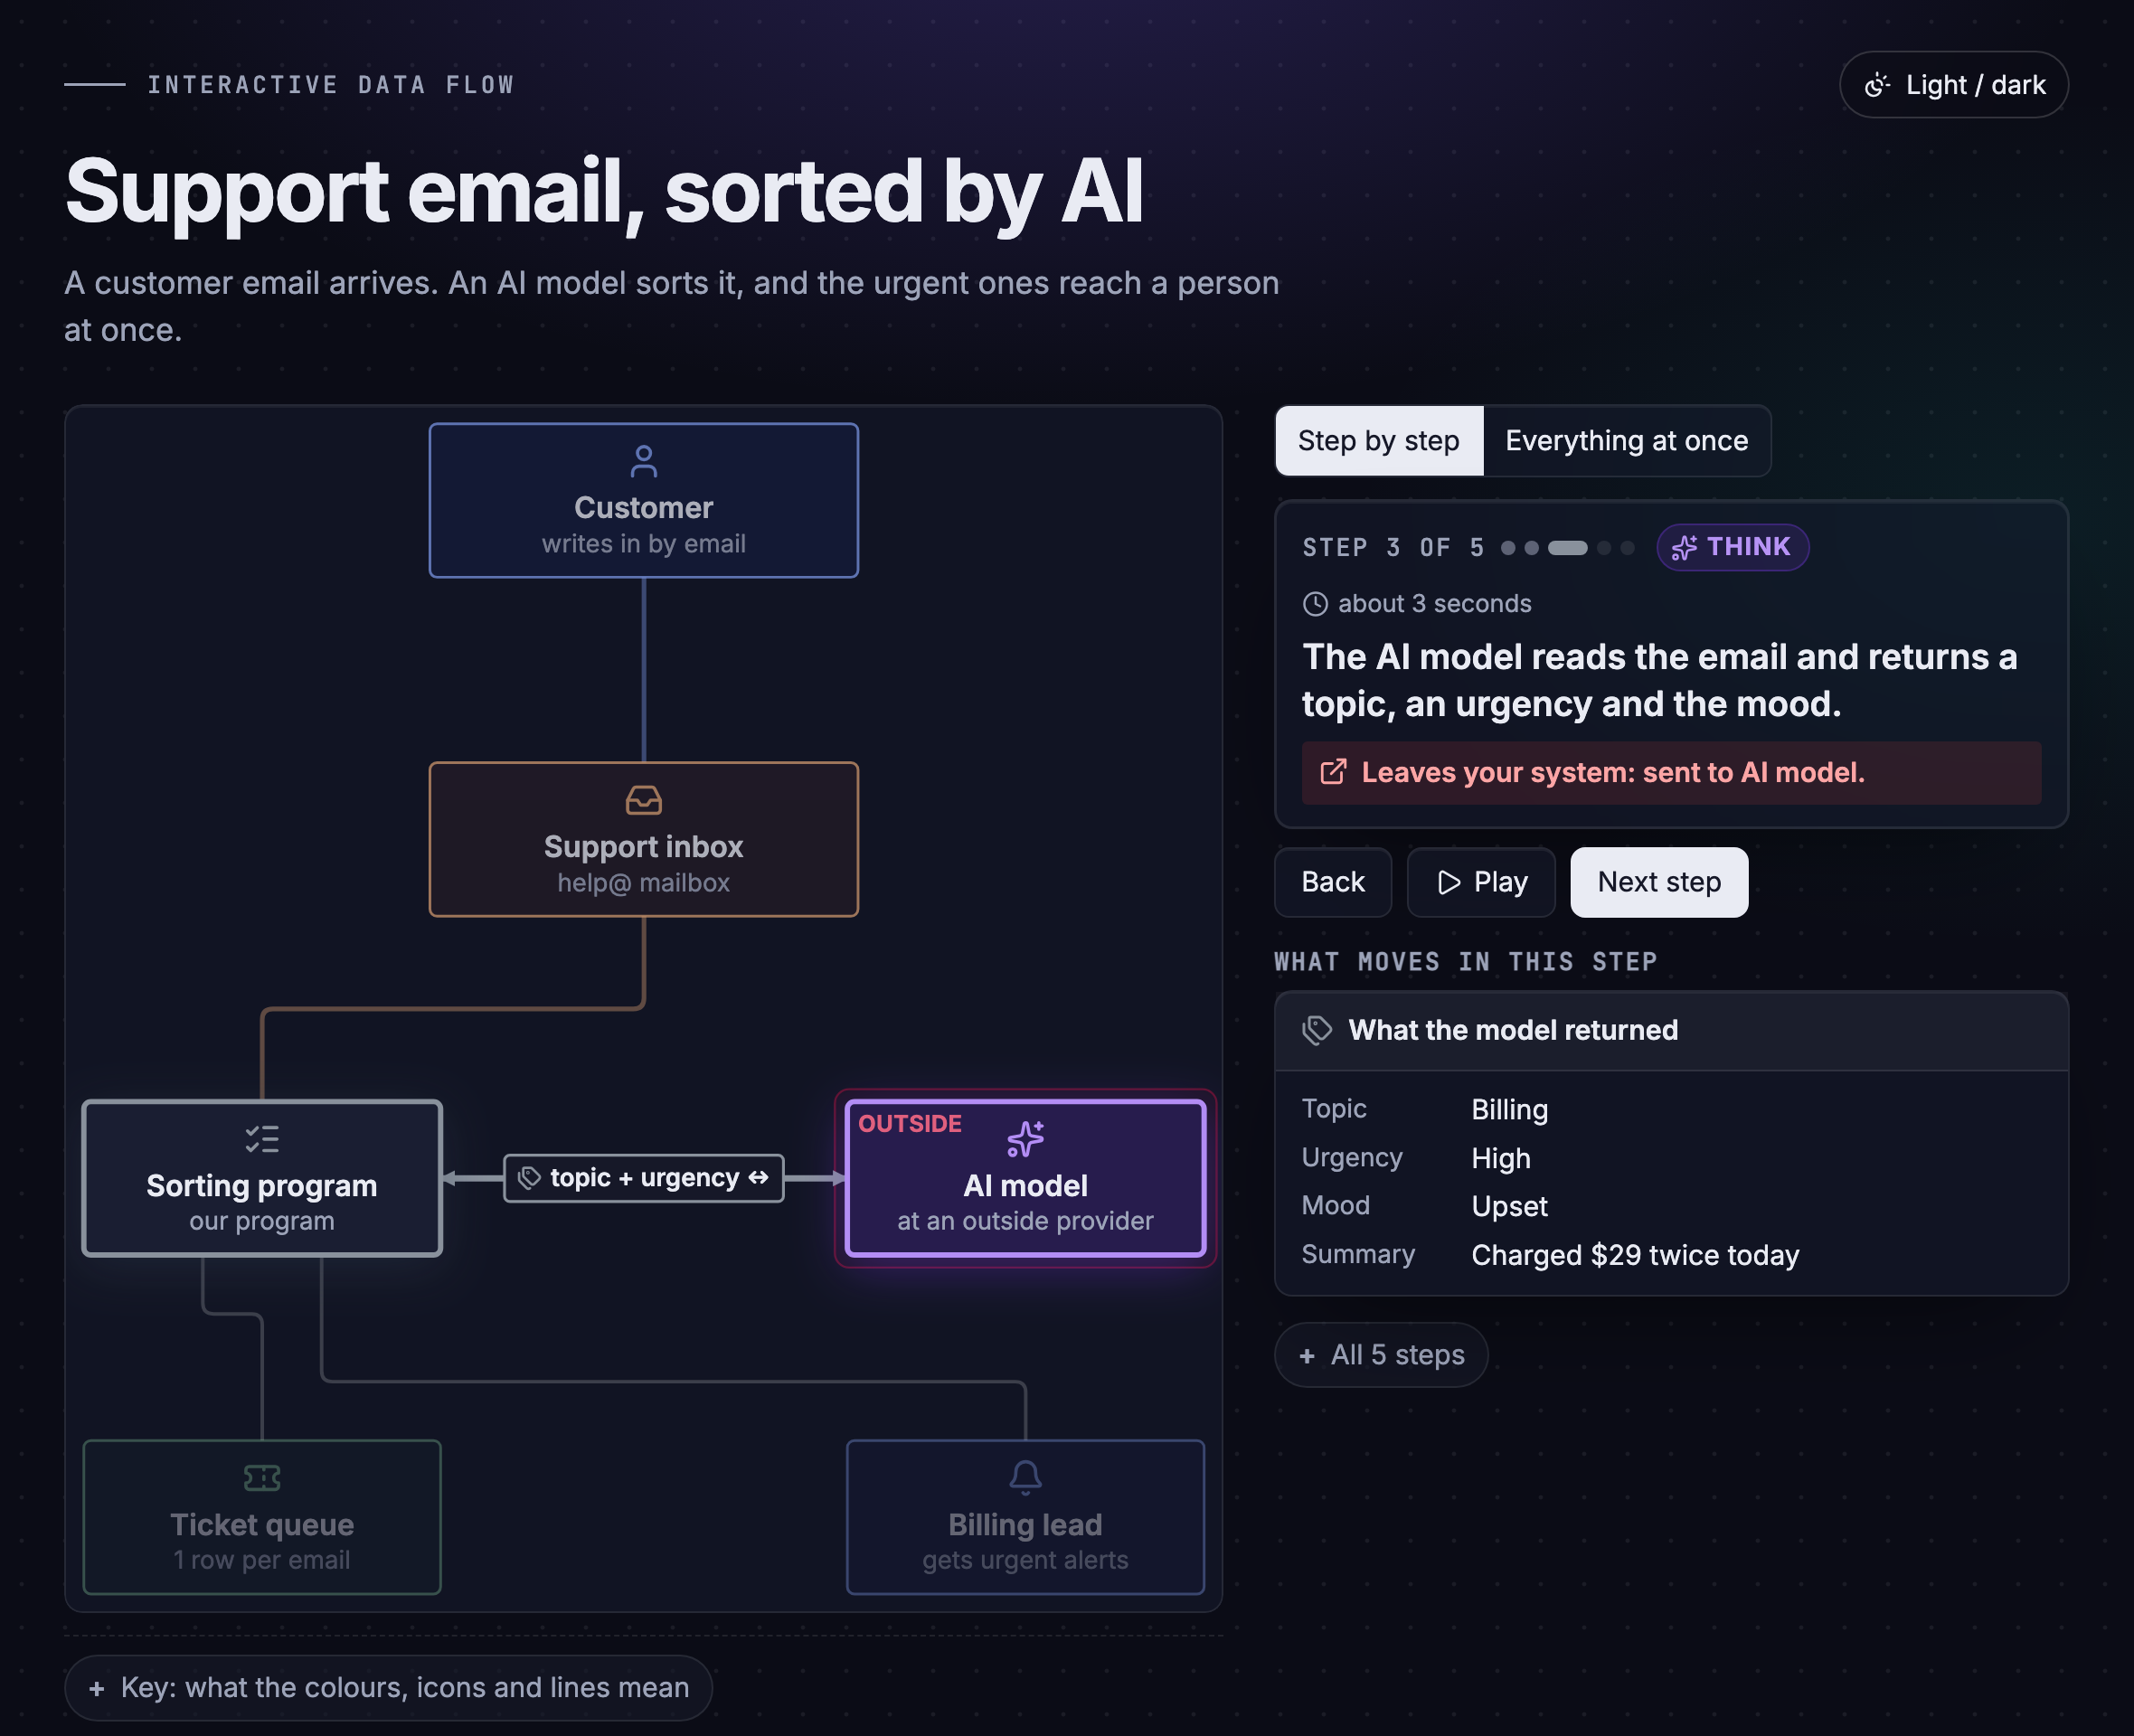 INTERACTIVE DATA FLOW
Light / dark
Support email, sorted by AI
A customer email arrives. An AI model sorts it, and the urgent ones reach a person
at once.
Customer
writes in by email
Support inbox
help@ mailbox
Sorting program
our program
topic + urgency ↔
OUTSIDE
AI model
at an outside provider
Ticket queue
1 row per email
Billing lead
gets urgent alerts
+ Key: what the colours, icons and lines mean
Step by step
Everything at once
STEP 3 OF 5
THINK
about 3 seconds
The AI model reads the email and returns a
topic, an urgency and the mood.
Leaves your system: sent to AI model.
Back
Play
Next step
WHAT MOVES IN THIS STEP
What the model returned
Topic Billing
Urgency High
Mood Upset
Summary Charged $29 twice today
+ All 5 steps